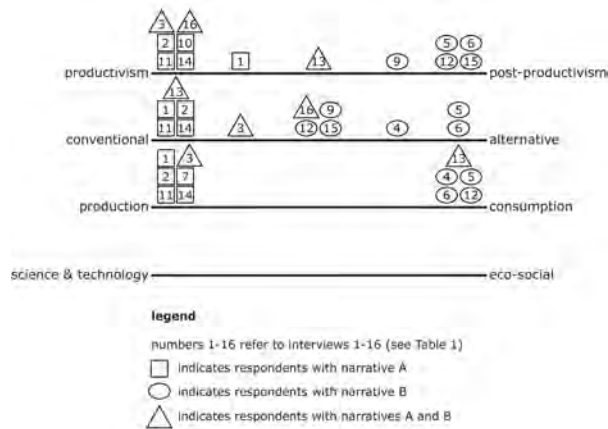 3 16
2 10
11 14 1 13 9 5 6 12 15
productivism post-productivism
13
1 2 16 9 5
11 14 3 12 15 4 6
conventional alternative
1 3 13
2 7 4 5
11 14 6 12
production consumption
science & technology eco-social
legend
numbers 1-16 refer to interviews 1-16 (see Table 1)
indicates respondents with narrative A
indicates respondents with narrative B
indicates respondents with narratives A and B